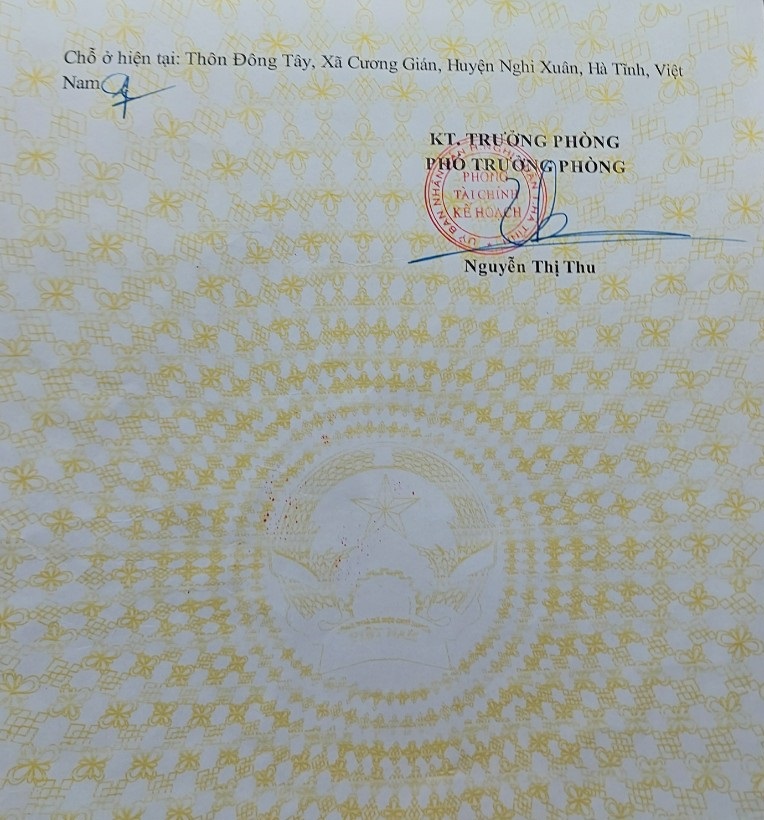 Chỗ ở hiện tại: Thôn Đông Tây, Xã Cương Gián, Huyện Nghi Xuân, Hà Tĩnh, Việt
Nam
KT. TRƯỞNG PHÒNG
PHÓ TRƯỞNG PHÒNG
PHÒNG
TÀI CHÍNH
KẾ HOẠCH
Nguyễn Thị Thu